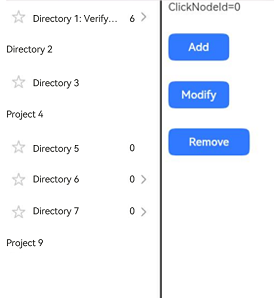 Directory 1: Verify... 6
Directory 2
Directory 3
Project 4
Directory 5 0
Directory 6 0
Directory 7 0
Project 9
ClickNodeId=0
Add
Modify
Remove